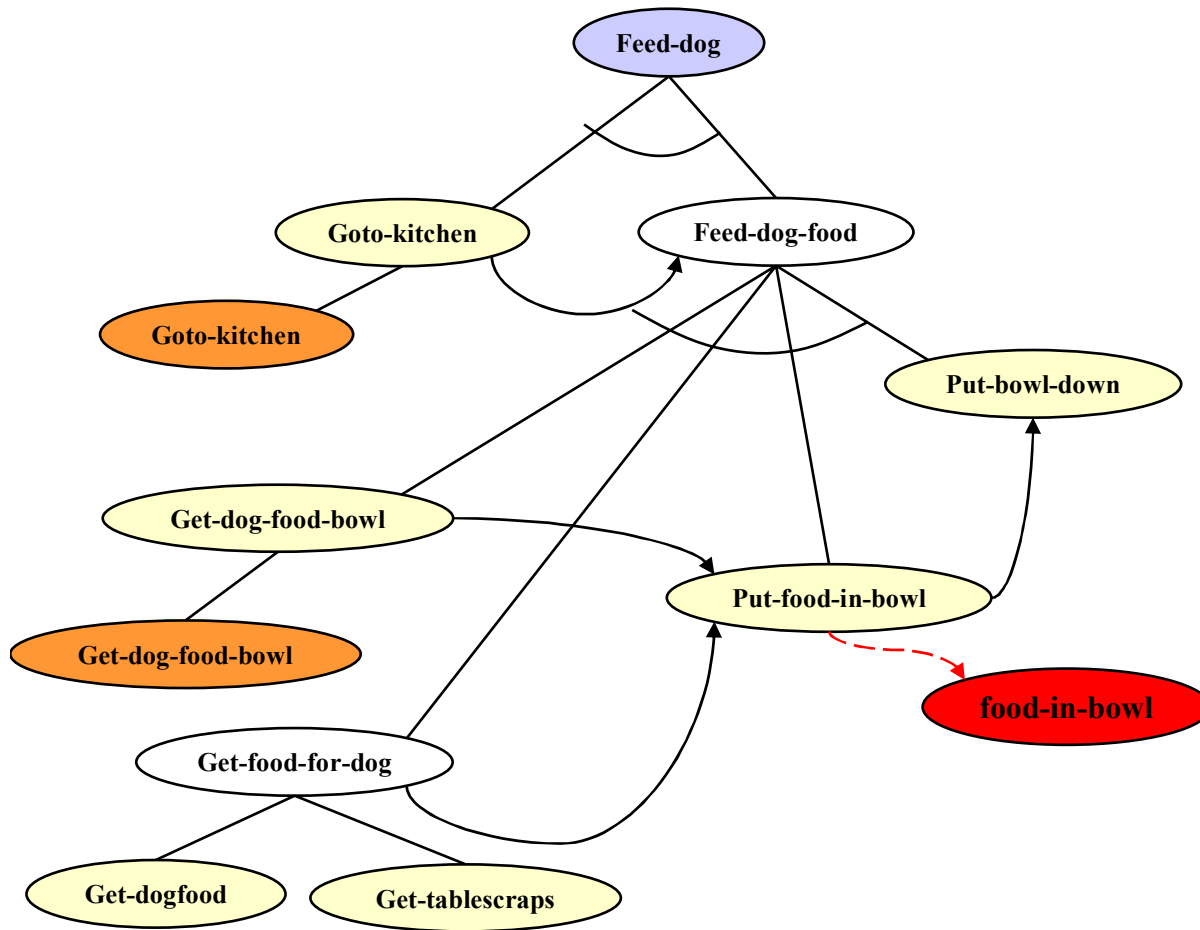 Feed-dog
Goto-kitchen
Feed-dog-food
Goto-kitchen
Put-bowl-down
Get-dog-food-bowl
Put-food-in-bowl
Get-dog-food-bowl
food-in-bowl
Get-food-for-dog
Get-dogfood
Get-tablescraps